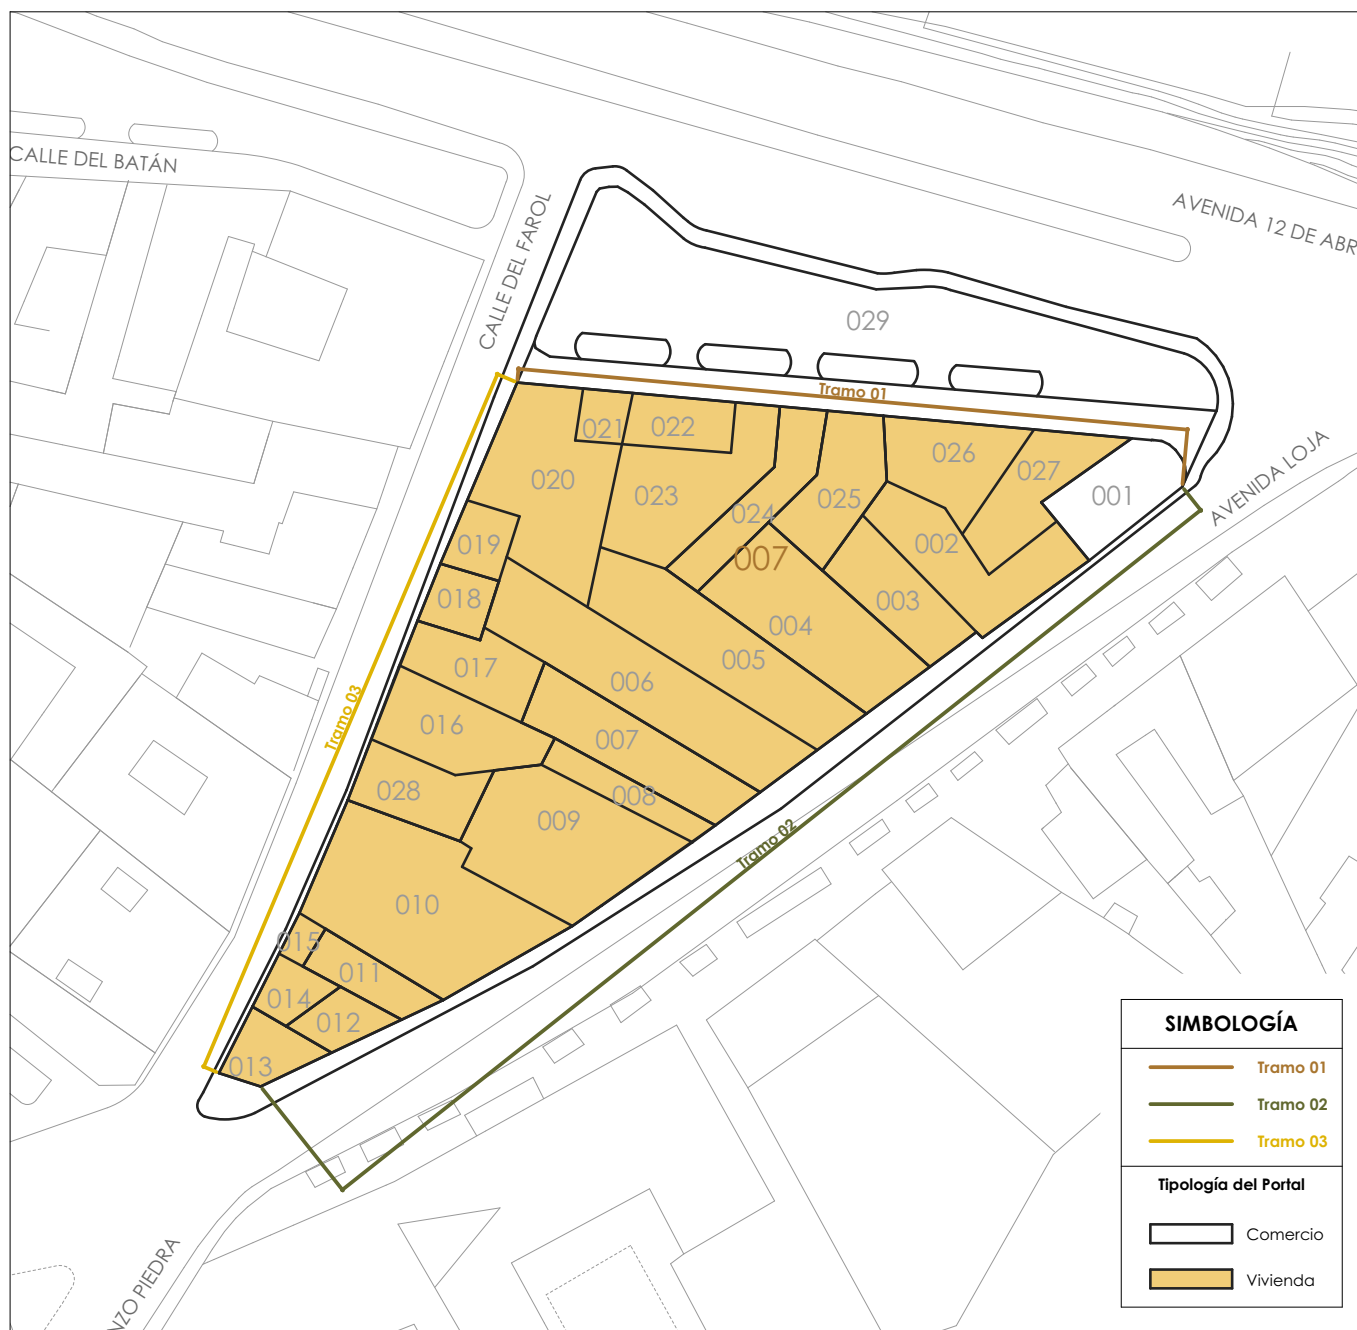 CALLE DEL BATÁN
CALLE DEL FAROL
AVENIDA 12 DE ABR
029
Tramo 01
021
022
026
027
AVENIDA LOJA
020
023
024
025
001
019
002
007
018
003
004
017
005
006
016
007
Tramo 03
028
008
009
Tramo 02
010
015
011
014
012
013
NZO PIEDRA
SIMBOLOGÍA
Tramo 01
Tramo 02
Tramo 03
Tipología del Portal
Comercio
Vivienda